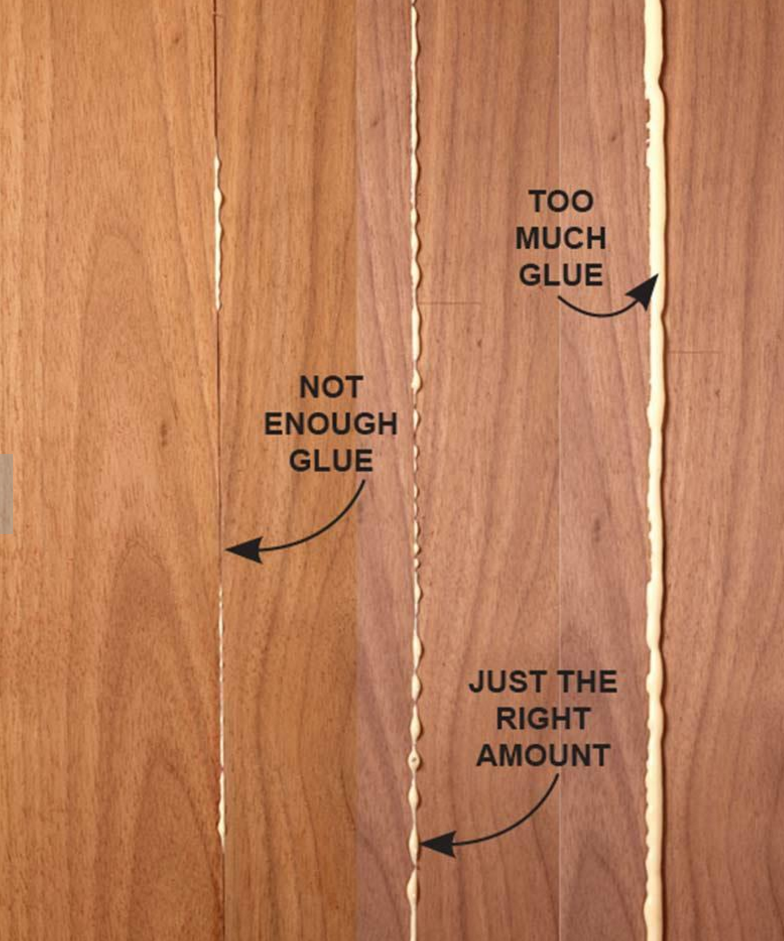 TOO
MUCH
GLUE
NOT
ENOUGH
GLUE
JUST THE
RIGHT
AMOUNT